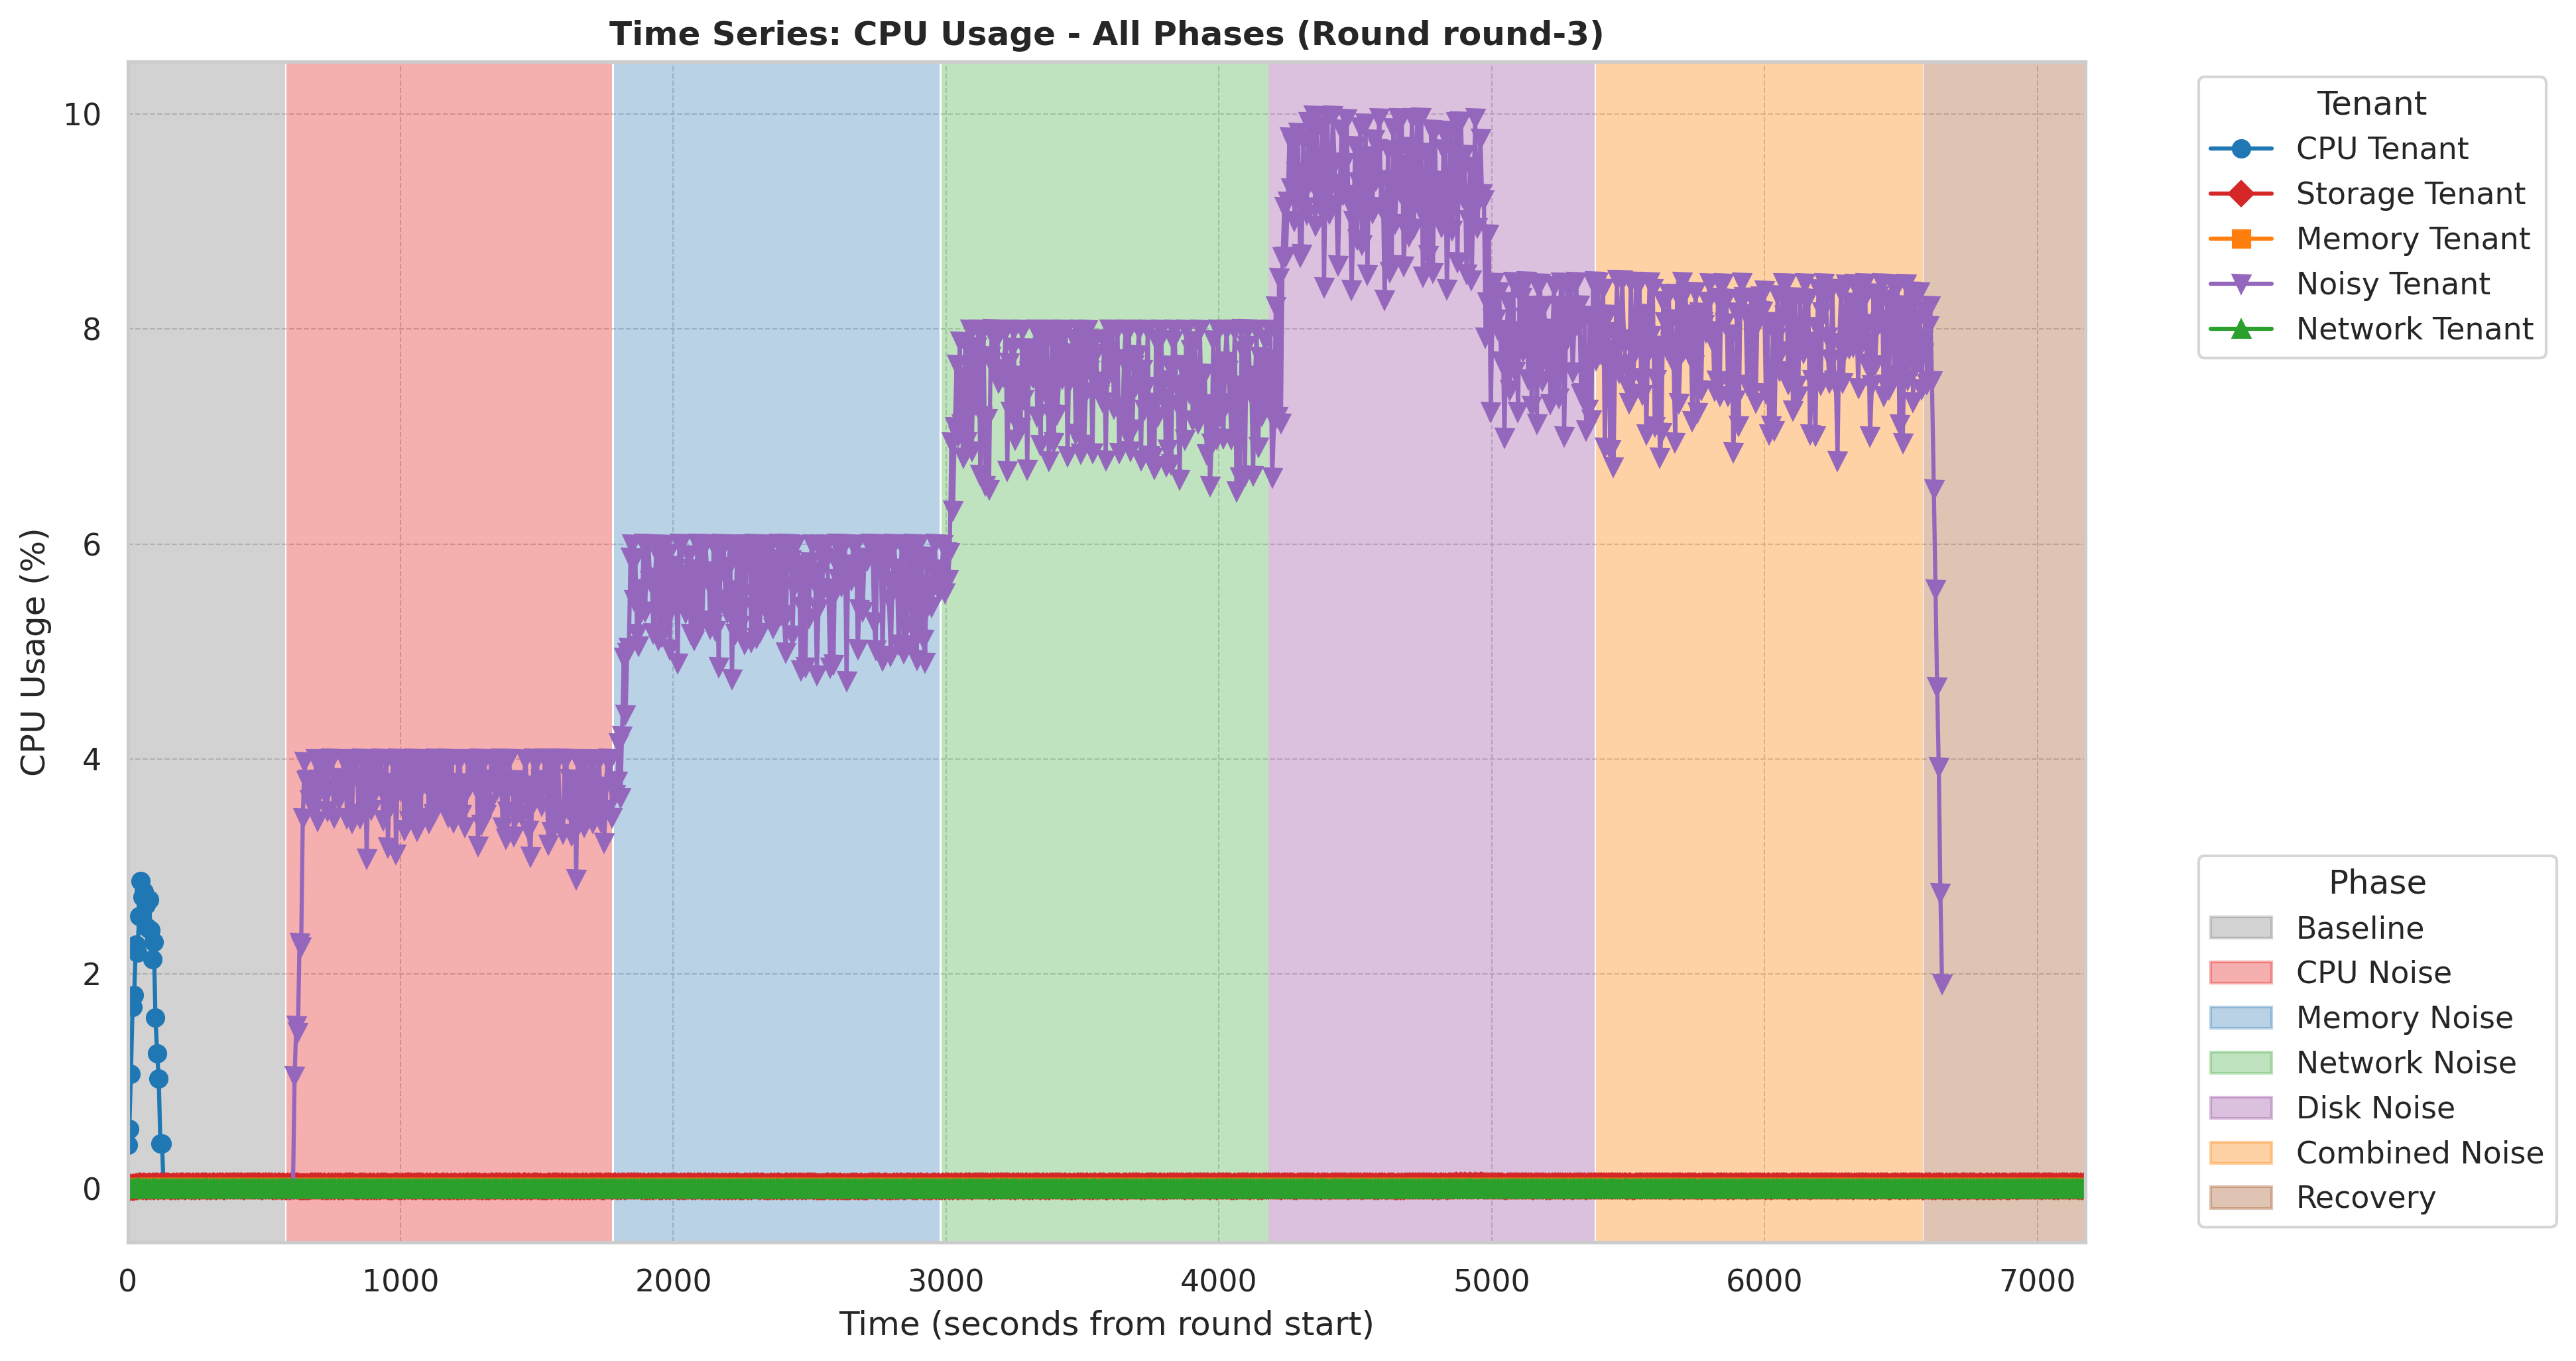 Time Series: CPU Usage - All Phases (Round round-3)
CPU Usage (%)
10
8
6
4
2
0
0
1000
2000
3000
4000
5000
6000
7000
Time (seconds from round start)
Tenant
CPU Tenant
Storage Tenant
Memory Tenant
Noisy Tenant
Network Tenant
Phase
Baseline
CPU Noise
Memory Noise
Network Noise
Disk Noise
Combined Noise
Recovery